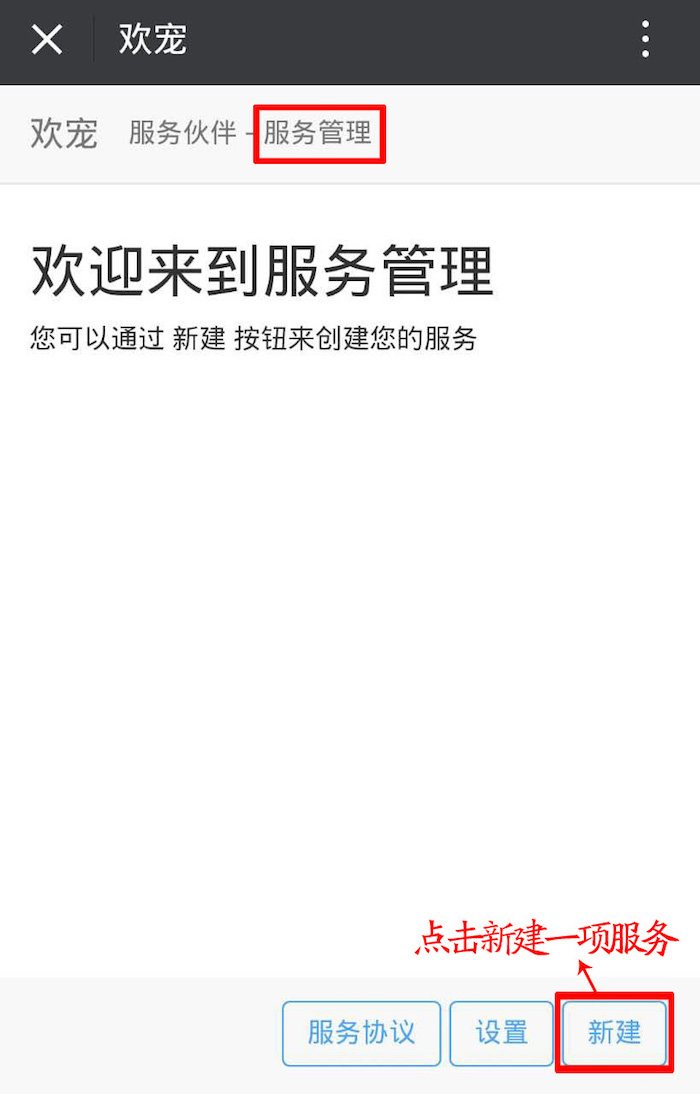 欢宠
欢宠 服务伙伴 - 服务管理
欢迎来到服务管理
您可以通过 新建 按钮来创建您的服务
点击新建一项服务
服务协议 设置 新建